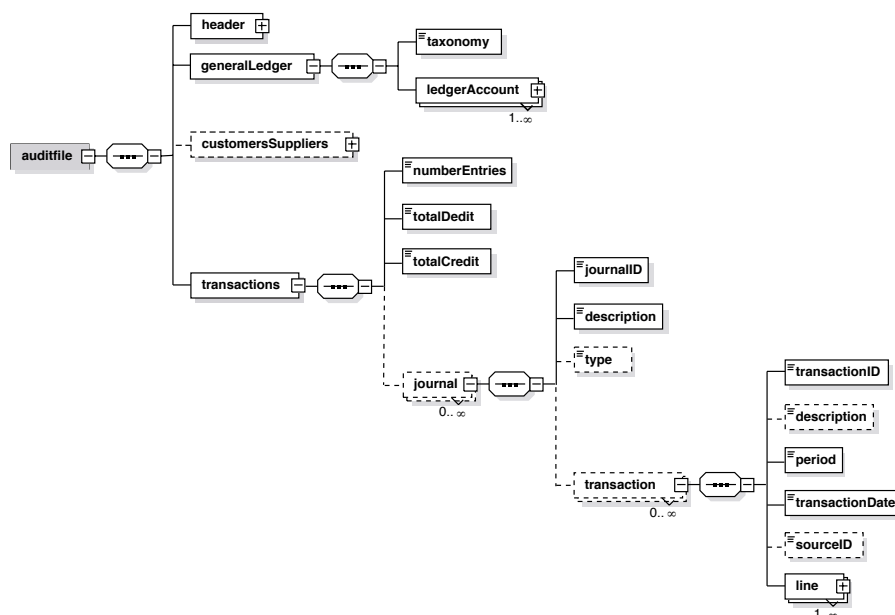 header
generalLedger
taxonomy
ledgerAccount
1..∞
auditfile
customersSuppliers
numberEntries
totalDedit
totalCredit
transactions
journalID
description
type
journal
0..∞
transactionID
description
period
transaction
0..∞
transactionDate
sourceID
line
1..∞